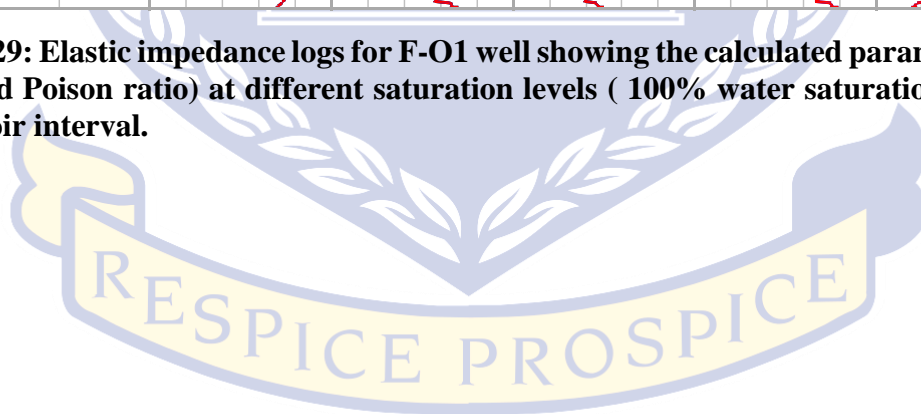 29: Elastic impedance logs for F-O1 well showing the calculated param
d Poison ratio) at different saturation levels ( 100% water saturatio
ir interval.
RESPICE PROSPICE